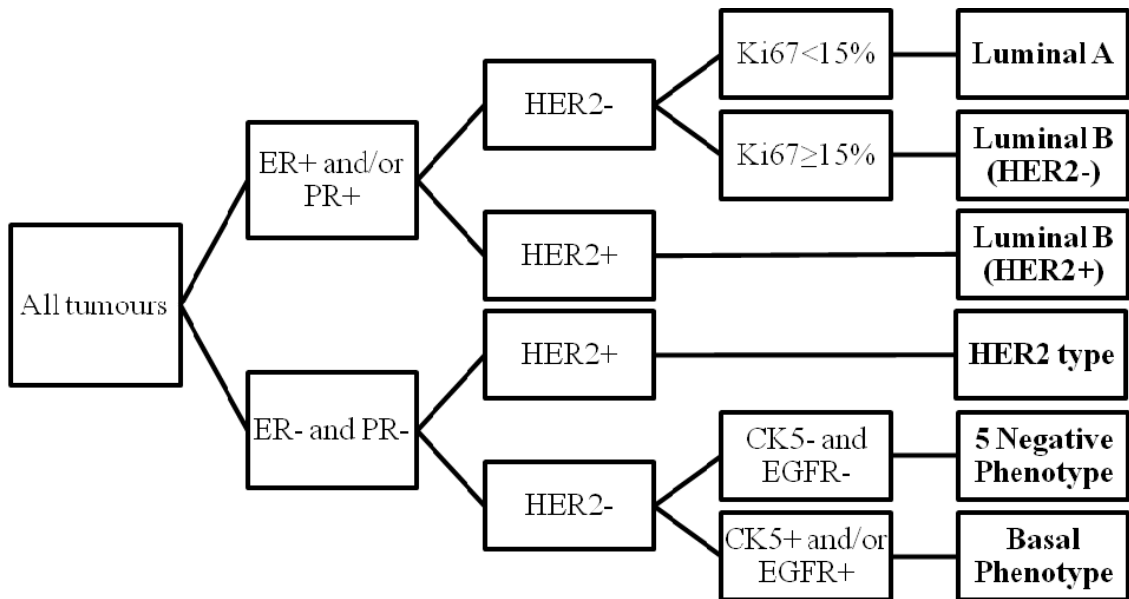 All tumours
ER+ and/or
PR+
ER- and PR-
HER2-
HER2+
HER2+
HER2-
Ki67<15%
Ki67≥15%
CK5- and
EGFR-
CK5+ and/or
EGFR+
Luminal A
Luminal B
(HER2-)
Luminal B
(HER2+)
HER2 type
5 Negative
Phenotype
Basal
Phenotype